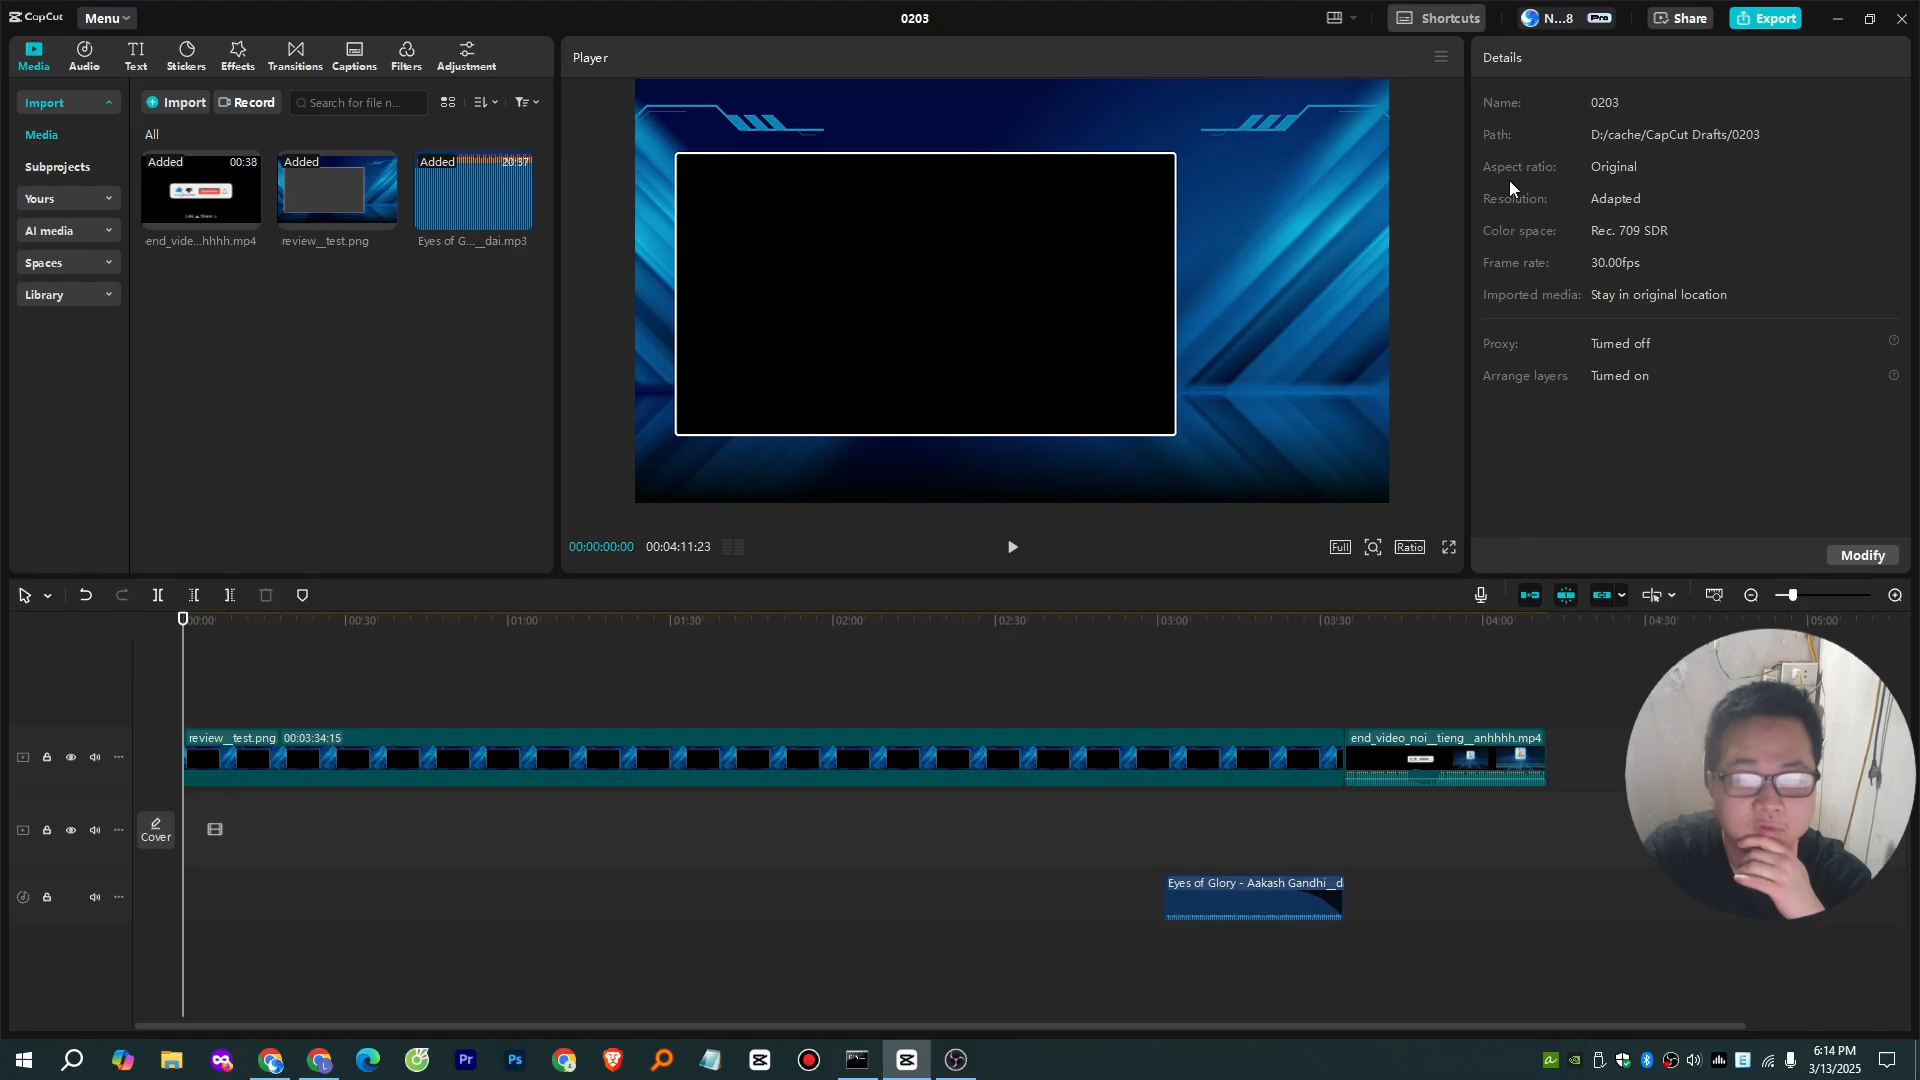 CapCut
Menu
0203
Shortcuts
N...8
Pro
Share
Export
Media
Audio
Text
Stickers
Effects
Transitions
Captions
Filters
Adjustment
Player
Details
Import
Media
Subprojects
Yours
AI media
Spaces
Library
Import
Record
Search for file n...
All
Added 00:38
Added
Added 20:37
end_vide...hhhh.mp4
review__test.png
Eyes of G...__dai.mp3
Name: 0203
Path: D:/cache/CapCut Drafts/0203
Aspect ratio: Original
Resolution: Adapted
Color space: Rec. 709 SDR
Frame rate: 30.00fps
Imported media: Stay in original location
Proxy: Turned off
Arrange layers Turned on
Modify
00:00:00:00 00:04:11:23
Full
Ratio
00:00 00:30 01:00 01:30 02:00 02:30 03:00 03:30 04:00 04:30 05:00
review__test.png 00:03:34:15
end_video_noi__tieng__anhhhh.mp4
Cover
Eyes of Glory - Aakash Gandhi__d
Pr
Ps
L
E
6:14 PM
3/13/2025